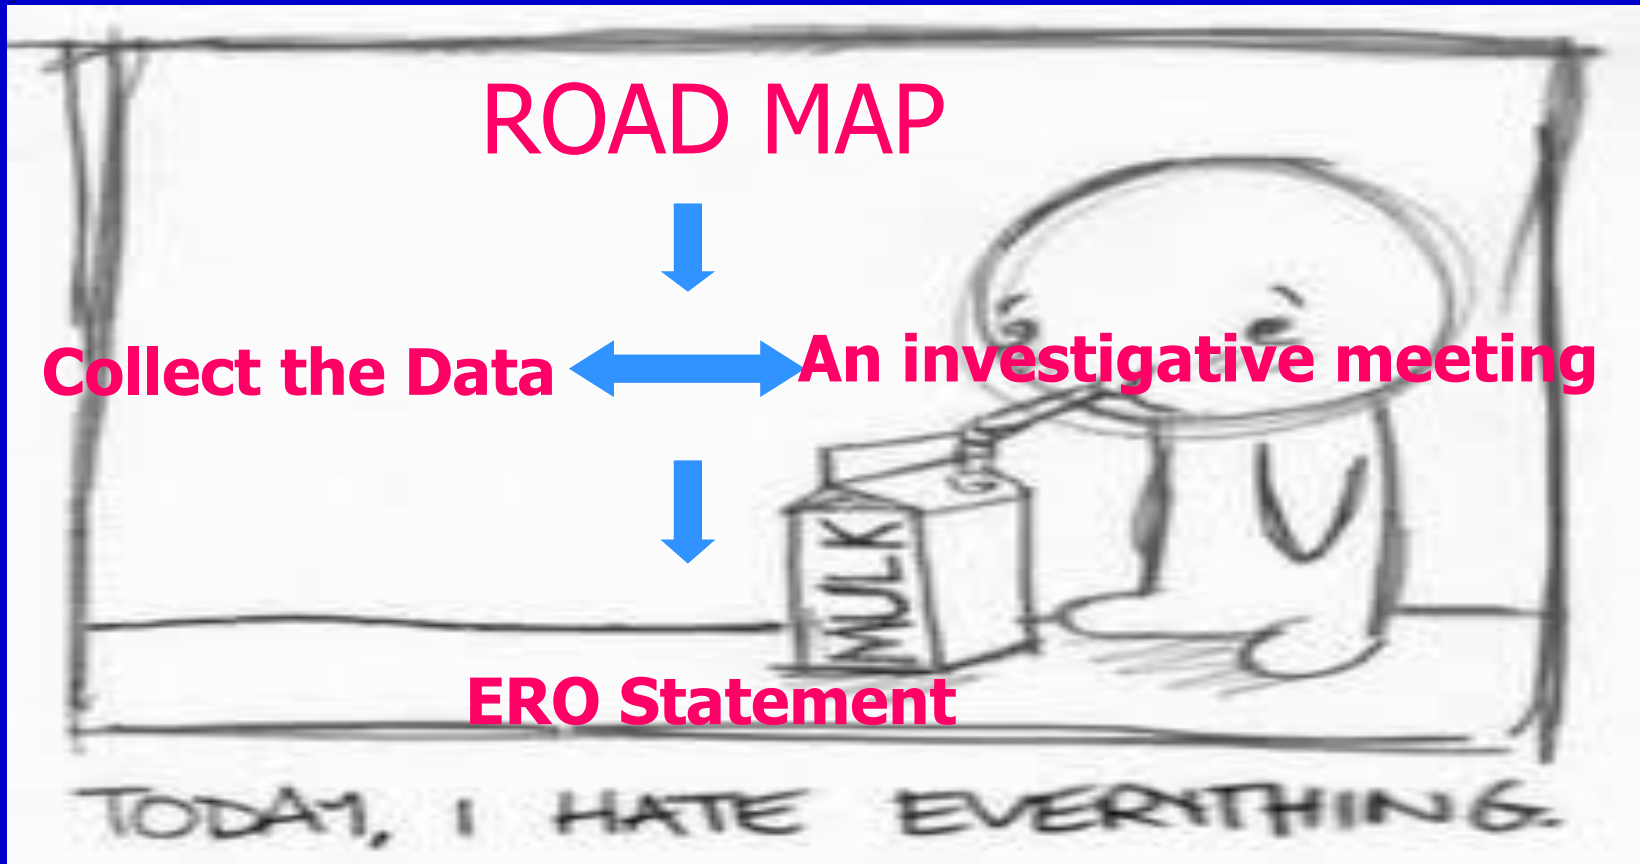 ROAD MAP
Collect the Data
An investigative meeting
MULK
ERO Statement
TODAY, I HATE EVERYTHING.